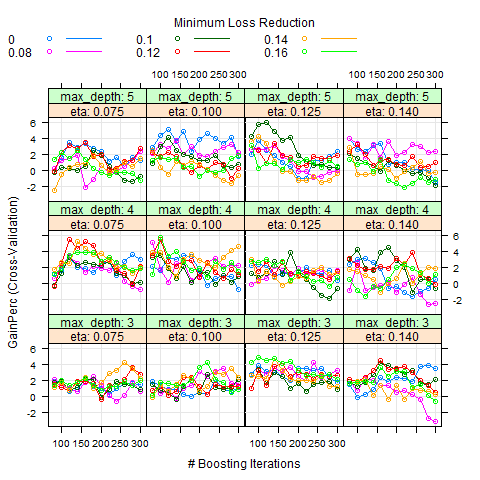 Minimum Loss Reduction
0 0.1 0.14
0.08 0.12 0.16
100 150 200 250 300 100 150 200 250 300
max_depth: 5 max_depth: 5 max_depth: 5 max_depth: 5
eta: 0.075 eta: 0.100 eta: 0.125 eta: 0.140
6
4
2
0
-2
max_depth: 4 max_depth: 4 max_depth: 4 max_depth: 4
eta: 0.075 eta: 0.100 eta: 0.125 eta: 0.140
6
4
2
0
-2
max_depth: 3 max_depth: 3 max_depth: 3 max_depth: 3
eta: 0.075 eta: 0.100 eta: 0.125 eta: 0.140
6
4
2
0
-2
100 150 200 250 300 100 150 200 250 300
# Boosting Iterations
GainPerc (Cross-Validation)